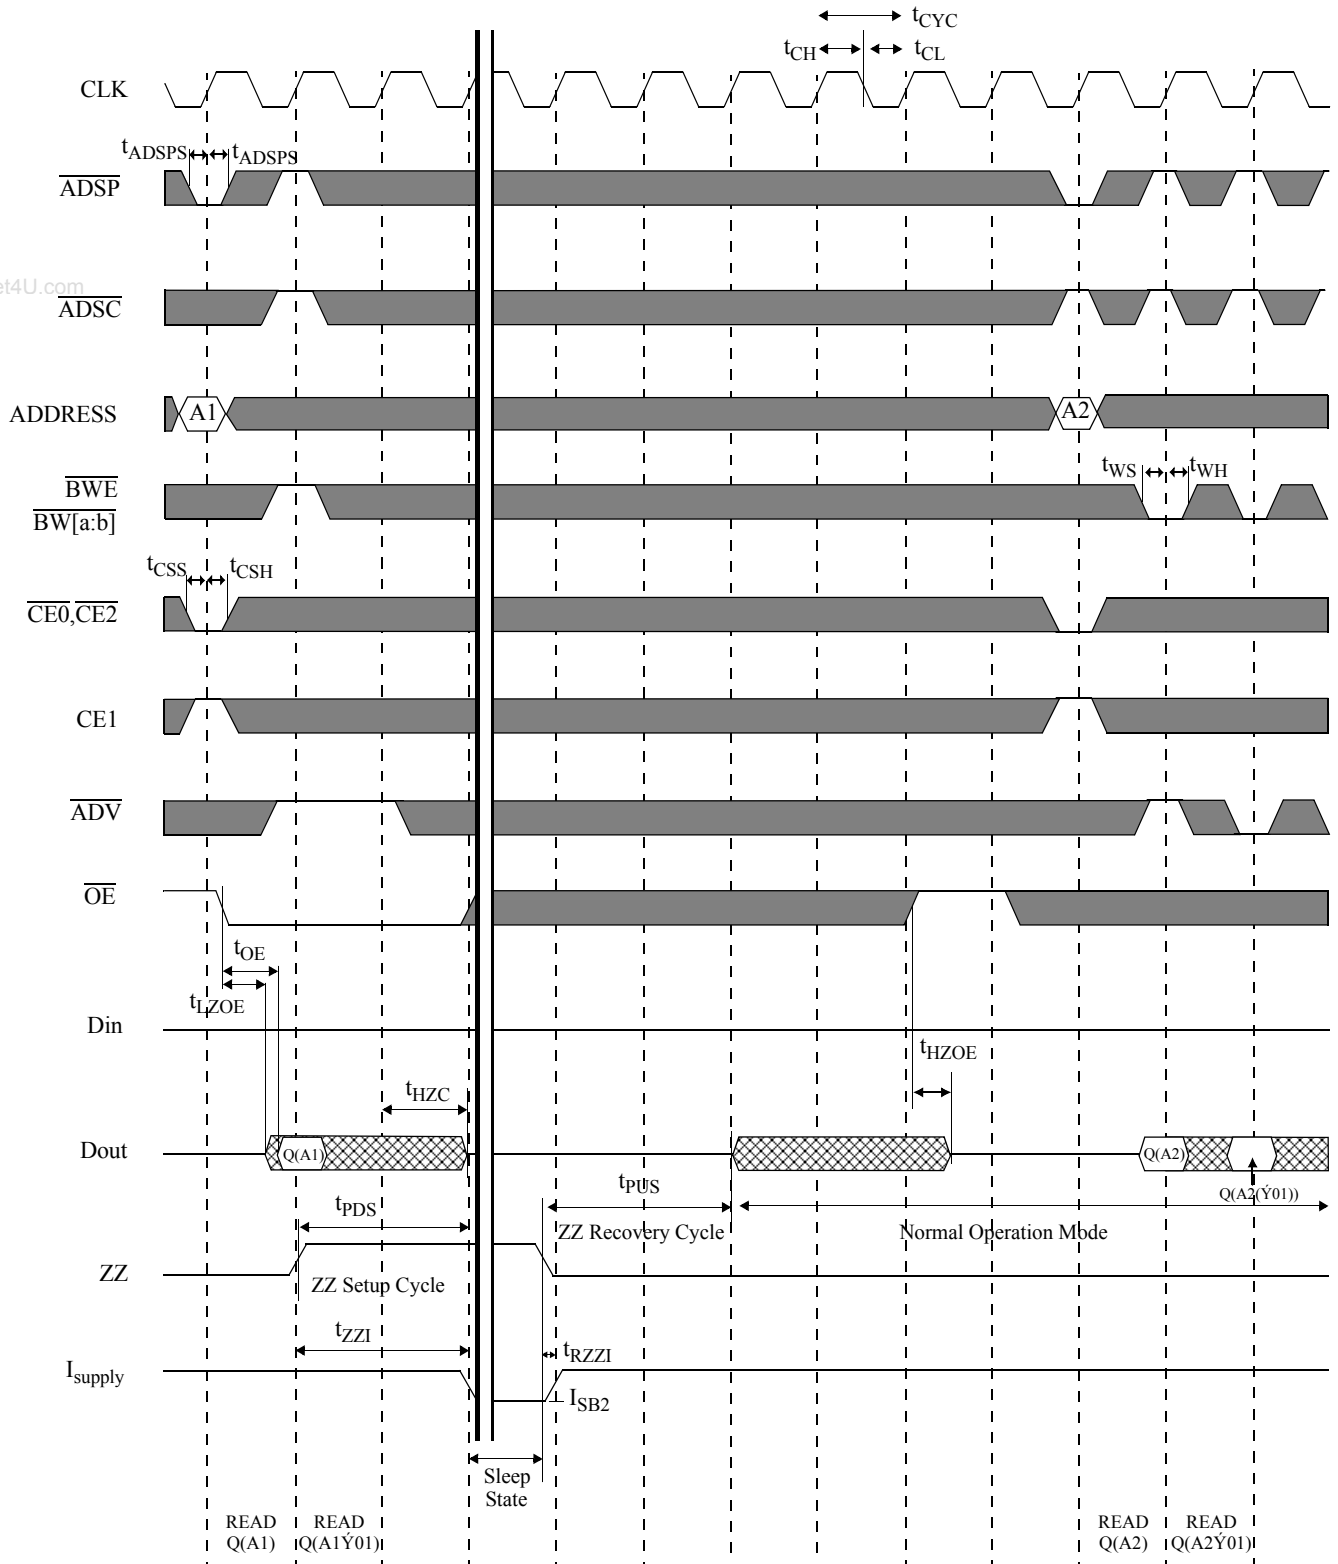 tCYC
tCH tCL
CLK
tADSPS tADSPS
ADSP
et4U.com
ADSC
ADDRESS A1 A2
tWS tWH
BWE
BW[a:b]
tCSS tCSH
CE0,CE2
CE1
ADV
OE
tOE
tLZOE
Din
tHZOE
tHZC
Dout Q(A1) Q(A2)
tPUS Q(A2(Ý01))
tPDS
ZZ Recovery Cycle Normal Operation Mode
ZZ
ZZ Setup Cycle
tZZI
tRZZI
Isupply
ISB2
Sleep
State
READ READ READ READ
Q(A1) Q(A1Ý01) Q(A2) Q(A2Ý01)